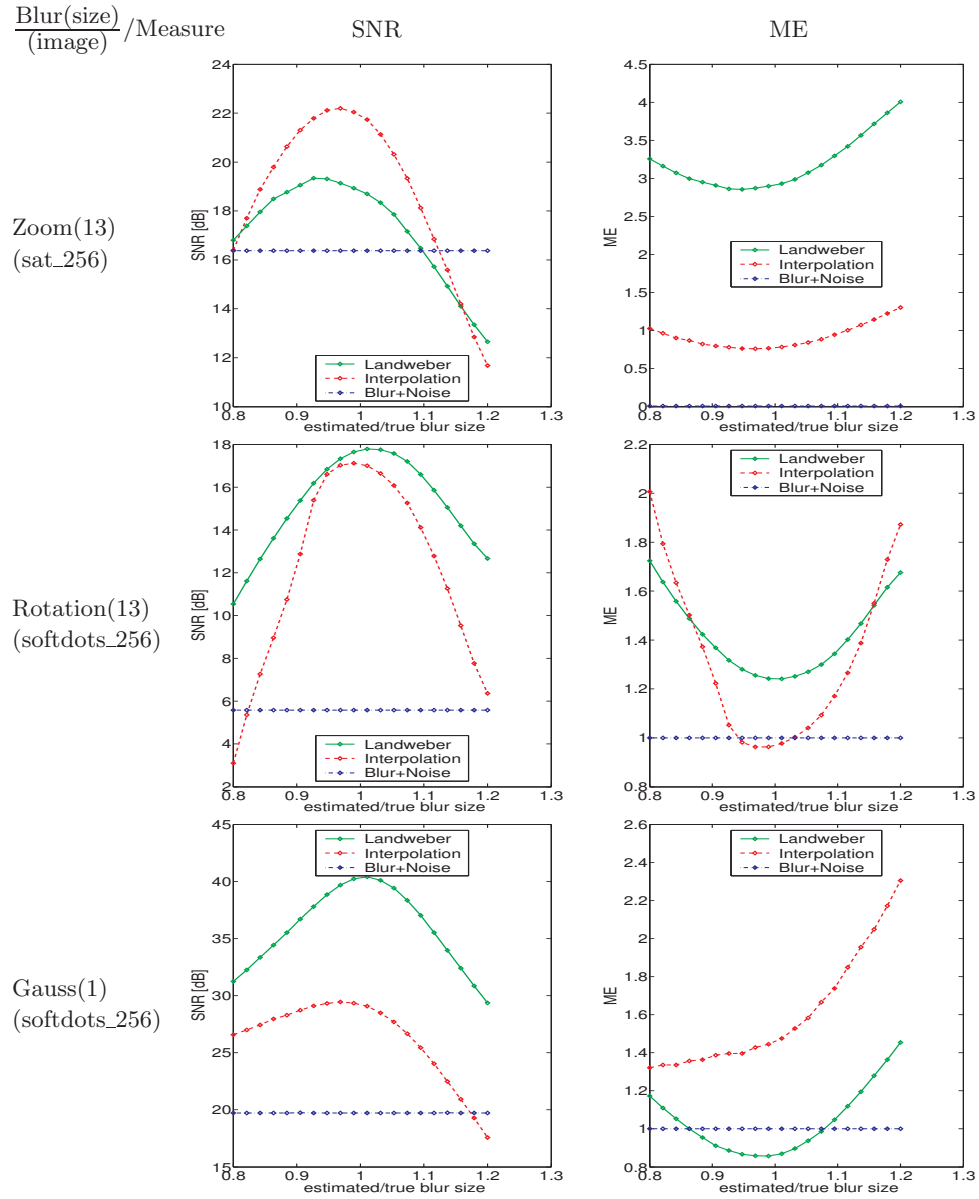 Blur(size)/(image)/Measure
SNR
ME
Zoom(13)
(sat_256)
24
22
20
18
16
14
12
10
SNR [dB]
0.8 0.9 1 1.1 1.2 1.3
estimated/true blur size
Landweber
Interpolation
Blur+Noise
4.5
4
3.5
3
2.5
2
1.5
1
0.5
0
ME
0.8 0.9 1 1.1 1.2 1.3
estimated/true blur size
Landweber
Interpolation
Blur+Noise
Rotation(13)
(softdots_256)
18
16
14
12
10
8
6
4
2
SNR [dB]
0.8 0.9 1 1.1 1.2 1.3
estimated/true blur size
Landweber
Interpolation
Blur+Noise
2.2
2
1.8
1.6
1.4
1.2
1
0.8
ME
0.8 0.9 1 1.1 1.2 1.3
estimated/true blur size
Landweber
Interpolation
Blur+Noise
Gauss(1)
(softdots_256)
45
40
35
30
25
20
15
SNR [dB]
0.8 0.9 1 1.1 1.2 1.3
estimated/true blur size
Landweber
Interpolation
Blur+Noise
2.6
2.4
2.2
2
1.8
1.6
1.4
1.2
1
0.8
ME
0.8 0.9 1 1.1 1.2 1.3
estimated/true blur size
Landweber
Interpolation
Blur+Noise